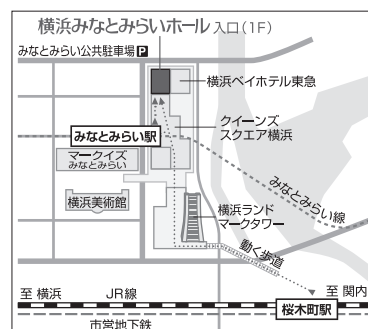 横浜みなとみらいホール 入口(1F)
みなとみらい公共駐車場 P
横浜ベイホテル東急
クイーンズ
スクエア横浜
みなとみらい駅
マークイズ
みなとみらい
みなとみらい線
横浜美術館
横浜ランド
マークタワー
動く歩道
至 横浜
JR線
至 関内
桜木町駅
市営地下鉄